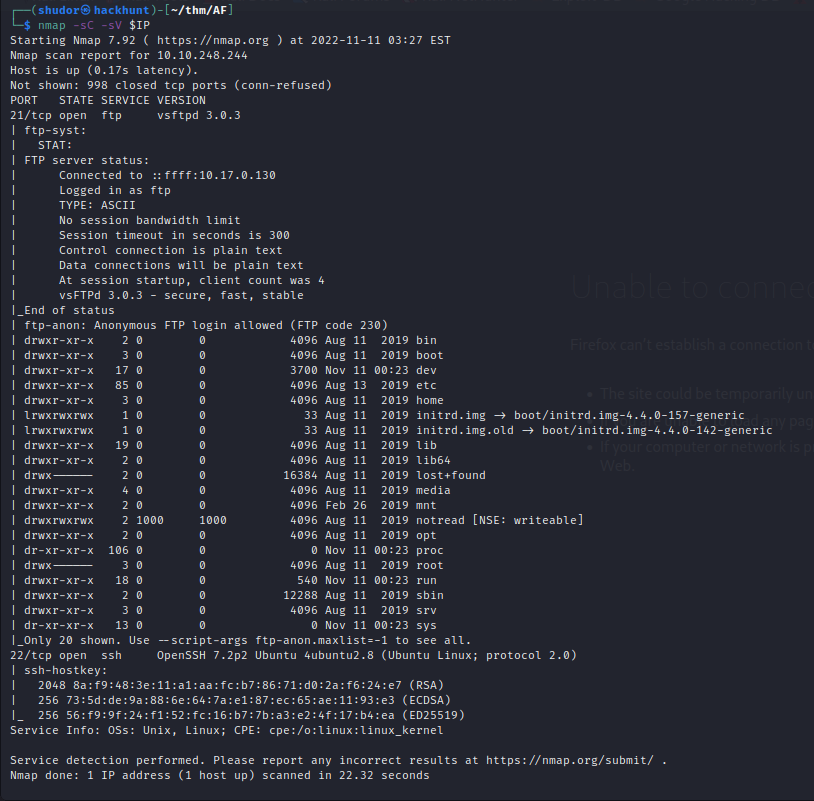 ┌──(shudor㉿hackhunt)-[~/thm/AF]
└─$ nmap -sC -sV $IP
Starting Nmap 7.92 ( https://nmap.org ) at 2022-11-11 03:27 EST
Nmap scan report for 10.10.248.244
Host is up (0.17s latency).
Not shown: 998 closed tcp ports (conn-refused)
PORT   STATE SERVICE VERSION
21/tcp open  ftp     vsftpd 3.0.3
| ftp-syst:
|   STAT:
| FTP server status:
|      Connected to ::ffff:10.17.0.130
|      Logged in as ftp
|      TYPE: ASCII
|      No session bandwidth limit
|      Session timeout in seconds is 300
|      Control connection is plain text
|      Data connections will be plain text
|      At session startup, client count was 4
|      vsFTPd 3.0.3 - secure, fast, stable
|_End of status
| ftp-anon: Anonymous FTP login allowed (FTP code 230)
| drwxr-xr-x    2 0        0            4096 Aug 11  2019 bin
| drwxr-xr-x    3 0        0            4096 Aug 11  2019 boot
| drwxr-xr-x   17 0        0            3700 Nov 11 00:23 dev
| drwxr-xr-x   85 0        0            4096 Aug 13  2019 etc
| drwxr-xr-x    3 0        0            4096 Aug 11  2019 home
| lrwxrwxrwx    1 0        0              33 Aug 11  2019 initrd.img -> boot/initrd.img-4.4.0-157-generic
| lrwxrwxrwx    1 0        0              33 Aug 11  2019 initrd.img.old -> boot/initrd.img-4.4.0-142-generic
| drwxr-xr-x   19 0        0            4096 Aug 11  2019 lib
| drwxr-xr-x    2 0        0            4096 Aug 11  2019 lib64
| drwx------    2 0        0           16384 Aug 11  2019 lost+found
| drwxr-xr-x    4 0        0            4096 Aug 11  2019 media
| drwxr-xr-x    2 0        0            4096 Feb 26  2019 mnt
| drwxrwxrwx    2 1000     1000         4096 Aug 11  2019 notread [NSE: writeable]
| drwxr-xr-x    2 0        0            4096 Aug 11  2019 opt
| dr-xr-xr-x  106 0        0               0 Nov 11 00:23 proc
| drwx------    3 0        0            4096 Aug 11  2019 root
| drwxr-xr-x   18 0        0             540 Nov 11 00:23 run
| drwxr-xr-x    2 0        0           12288 Aug 11  2019 sbin
| drwxr-xr-x    3 0        0            4096 Aug 11  2019 srv
| dr-xr-xr-x   13 0        0               0 Nov 11 00:23 sys
|_Only 20 shown. Use --script-args ftp-anon.maxlist=-1 to see all.
22/tcp open  ssh     OpenSSH 7.2p2 Ubuntu 4ubuntu2.8 (Ubuntu Linux; protocol 2.0)
| ssh-hostkey:
|   2048 8a:f9:48:3e:11:a1:aa:fc:b7:86:71:d0:2a:f6:24:e7 (RSA)
|   256 73:5d:de:9a:88:6e:64:7a:e1:87:ec:65:ae:11:93:e3 (ECDSA)
|_  256 56:f9:9f:24:f1:52:fc:16:b7:7b:a3:e2:4f:17:b4:ea (ED25519)
Service Info: OSs: Unix, Linux; CPE: cpe:/o:linux:linux_kernel

Service detection performed. Please report any incorrect results at https://nmap.org/submit/ .
Nmap done: 1 IP address (1 host up) scanned in 22.32 seconds
Unable to connec
Firefox can't establish a connection t
The site could be temporarily un
any pag
If your computer or network is p
Web.